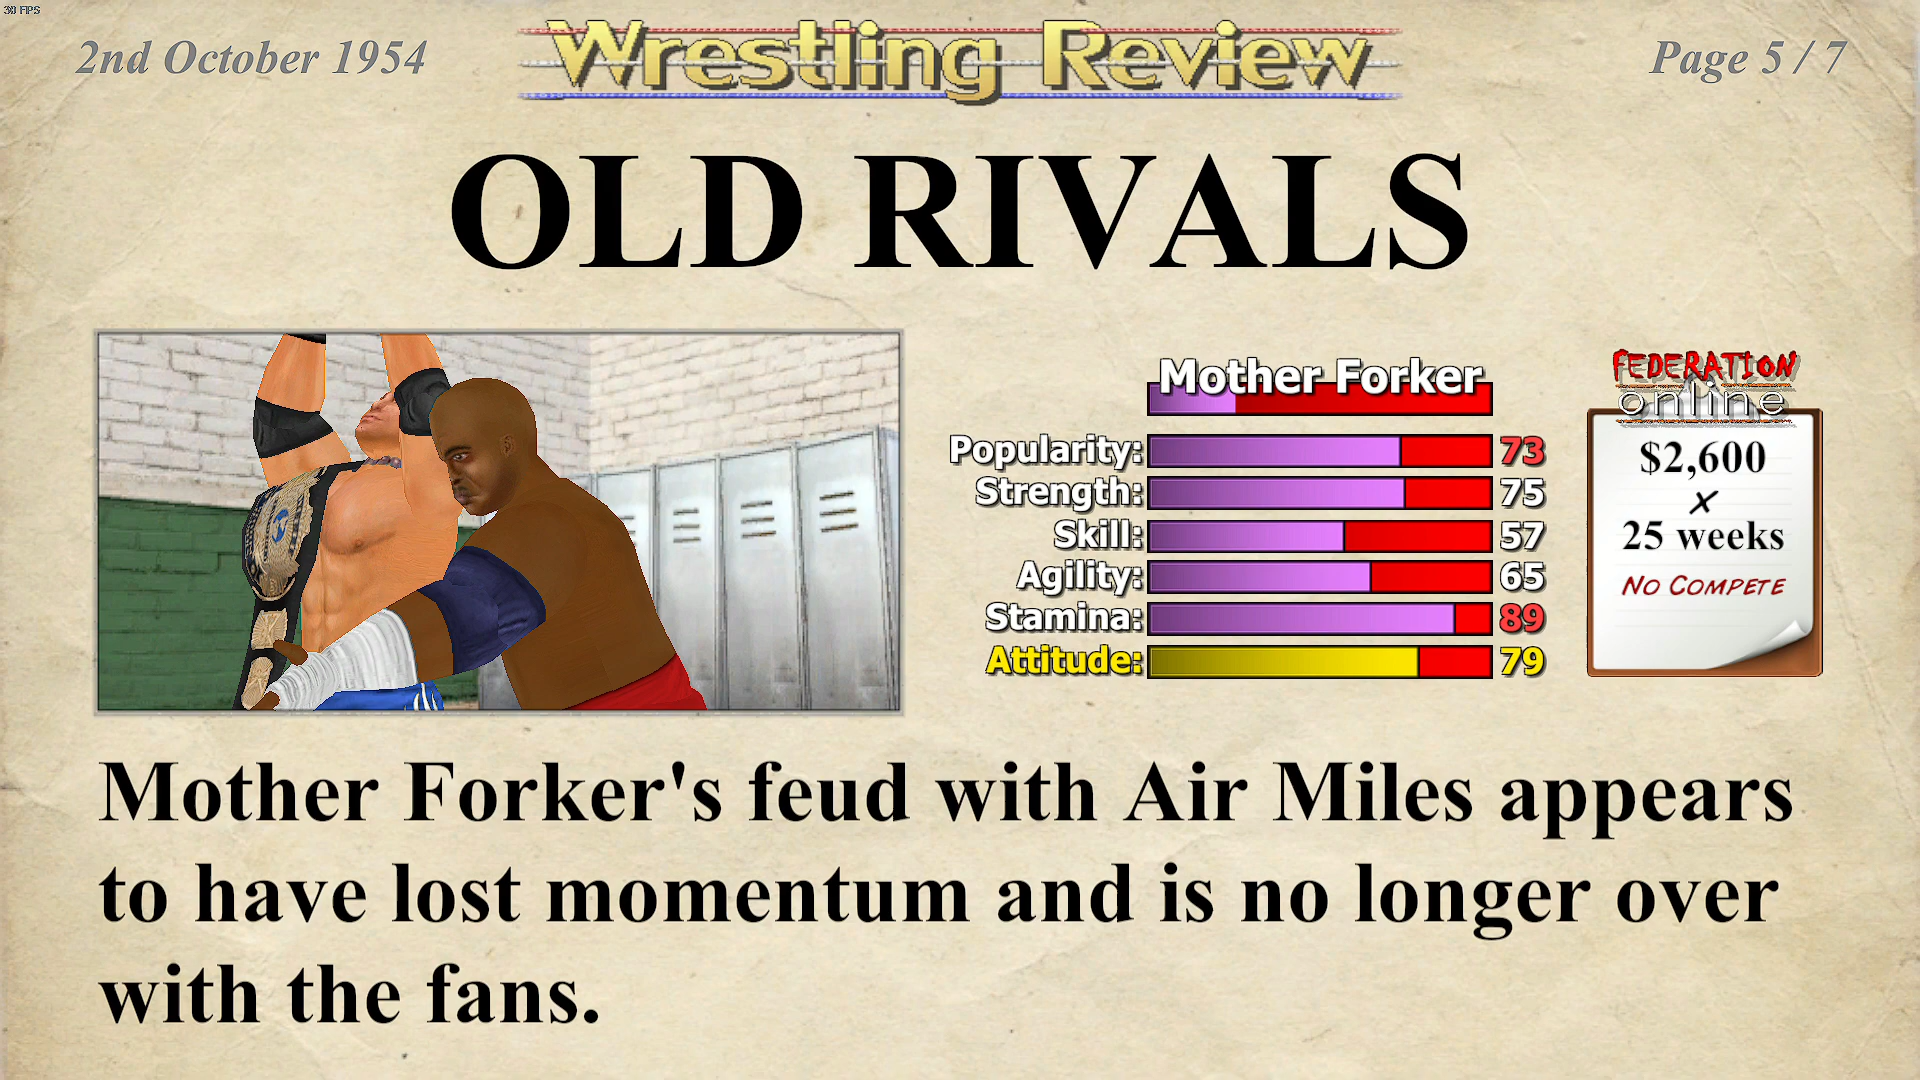 30 FPS
2nd October 1954
Wrestling Review
Page 5 / 7
OLD RIVALS
Mother Forker
Popularity: 73
Strength: 75
Skill: 57
Agility: 65
Stamina: 89
Attitude: 79
FEDERATION
online
$2,600
x
25 weeks
No Compete
Mother Forker's feud with Air Miles appears
to have lost momentum and is no longer over
with the fans.